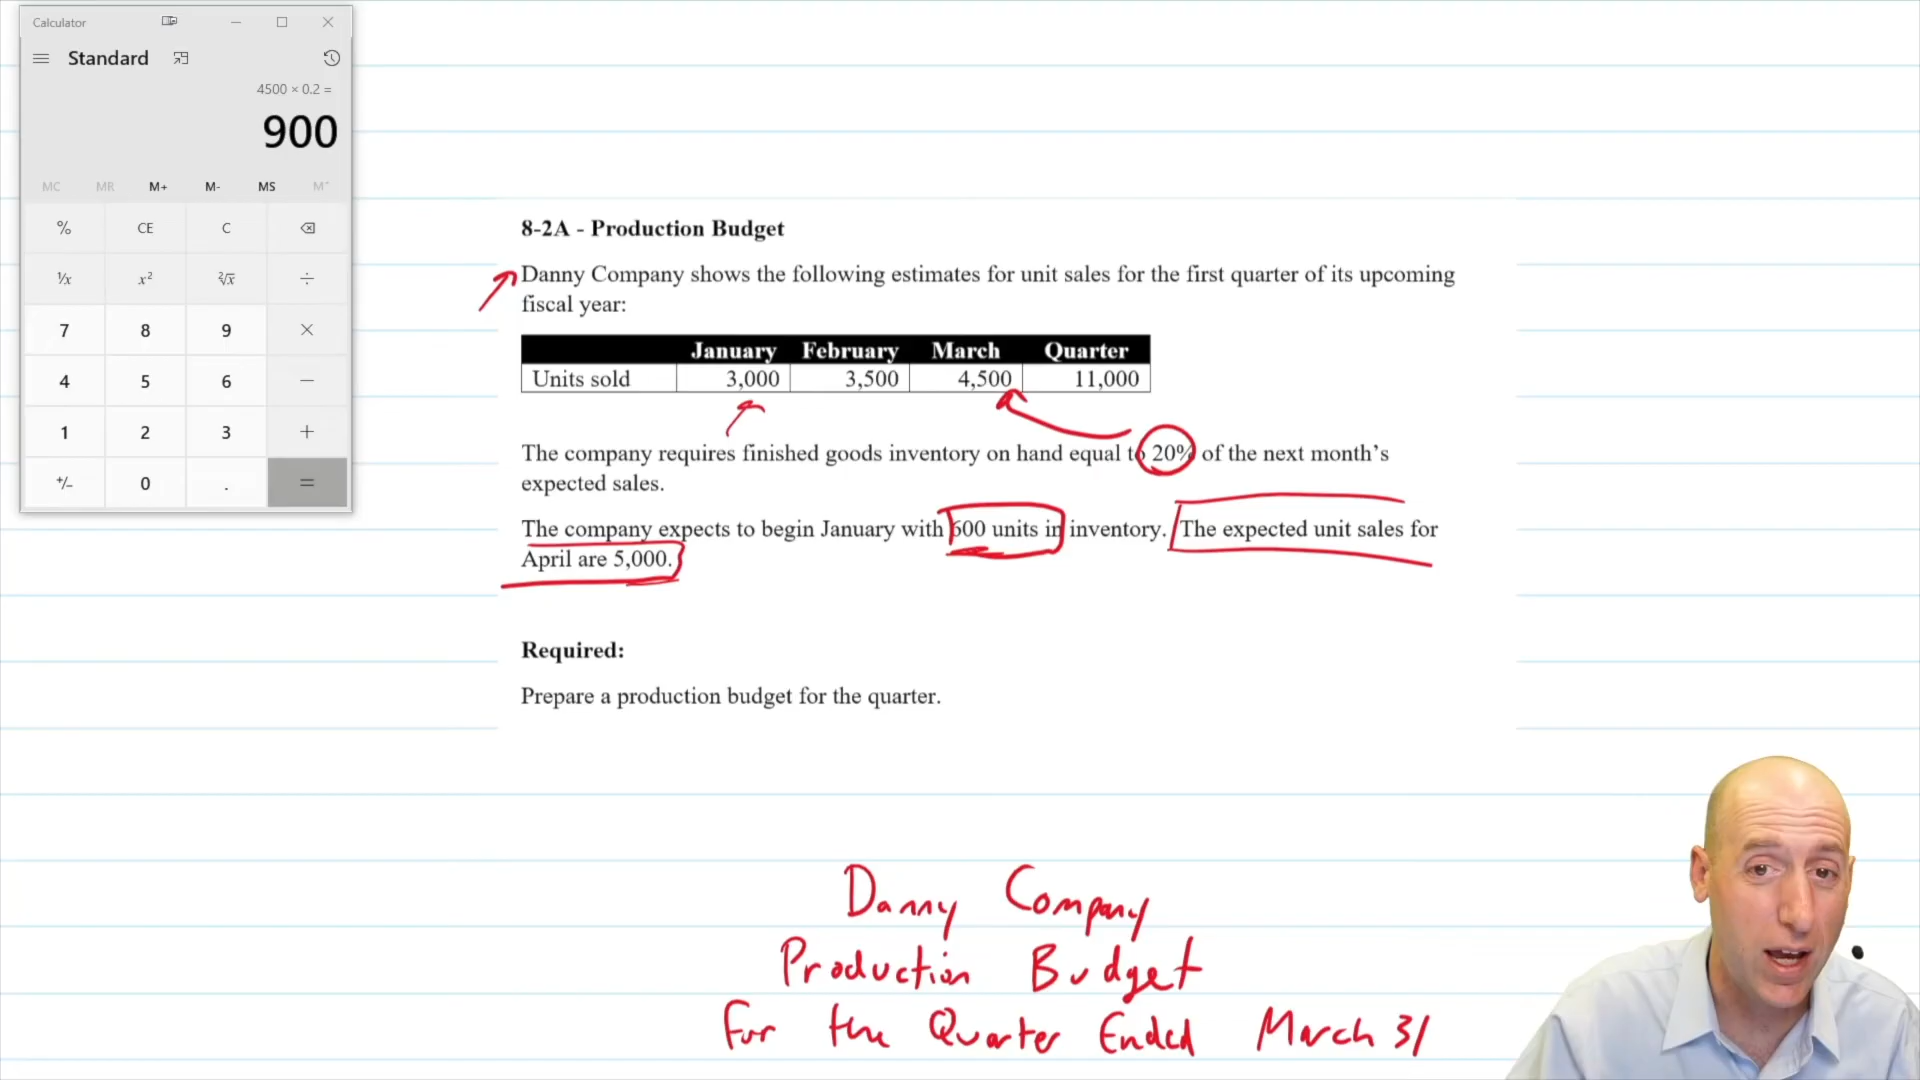 Calculator
Standard
4500 × 0.2 =
900
MC MR M+ M- MS M˅
% CE C
¹/x x² ²√x ÷
7 8 9 ×
4 5 6 −
1 2 3 +
+/− 0 . =
8-2A - Production Budget
Danny Company shows the following estimates for unit sales for the first quarter of its upcoming
fiscal year:
January February March Quarter
Units sold 3,000 3,500 4,500 11,000
The company requires finished goods inventory on hand equal to 20% of the next month's
expected sales.
The company expects to begin January with 600 units in inventory. The expected unit sales for
April are 5,000.
Required:
Prepare a production budget for the quarter.
Danny Company
Production Budget
For the Quarter Ended March 31